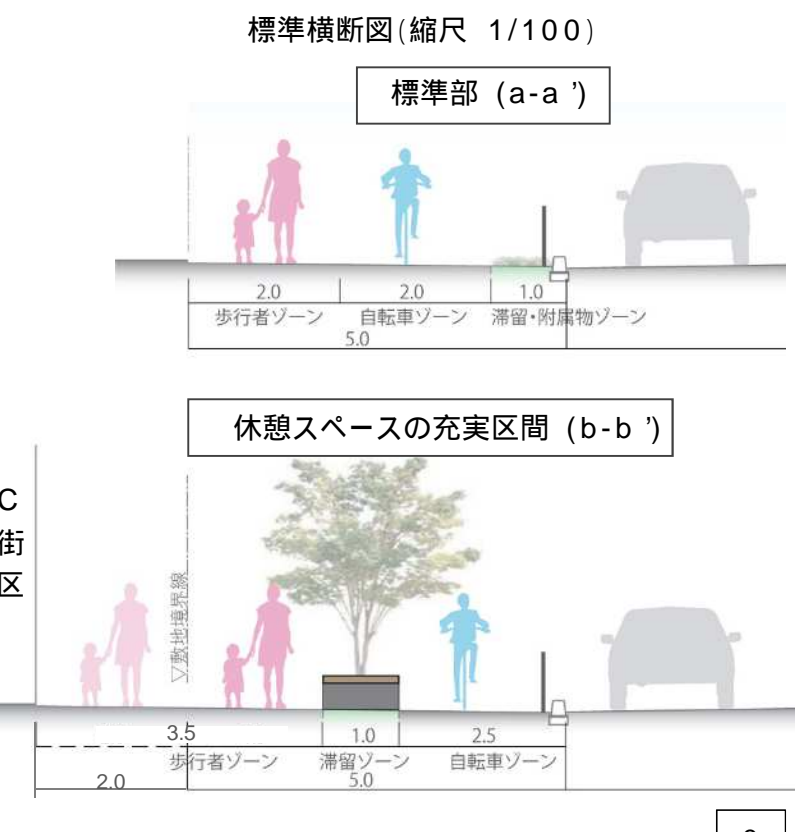 標準横断図(縮尺 1/100)
標準部 (a-a ’)
2.0 2.0 1.0
歩行者ゾーン 自転車ゾーン 滞留・附属物ゾーン
5.0
休憩スペースの充実区間 (b-b ’)
C
街
区
▽敷地境界線
3.5 1.0 2.5
歩行者ゾーン 滞留ゾーン 自転車ゾーン
2.0 5.0